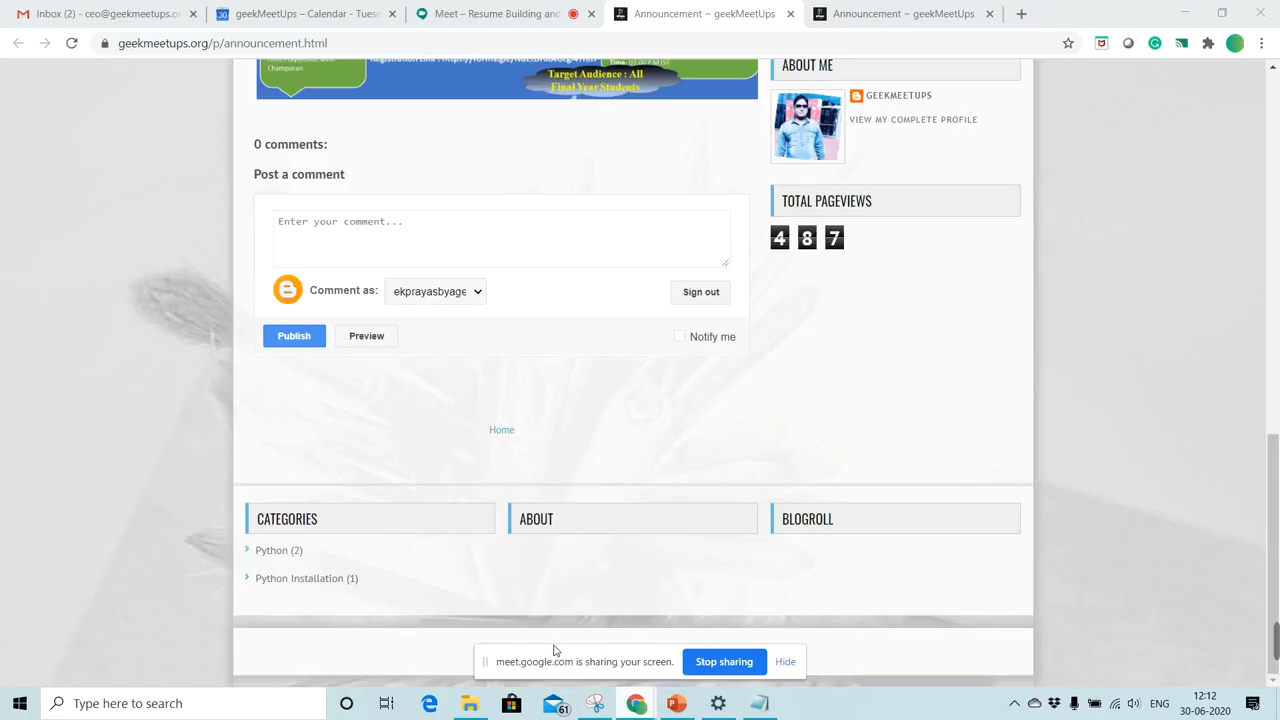 Inbox (2) - ceo@geekmeetups.or
geekMeetUps - Calendar - Tuesd
Meet – Resume Building
Announcement ~ geekMeetUps
Announcement ~ geekMeetUps
geekmeetups.org/p/announcement.html
Champaran
Target Audience : All
Final Year Students
ABOUT ME
GEEKMEETUPS
VIEW MY COMPLETE PROFILE
0 comments:
Post a comment
Enter your comment...
Comment as:
ekprayasbyage
Sign out
Publish
Preview
Notify me
TOTAL PAGEVIEWS
4 8 7
Home
CATEGORIES
Python (2)
Python Installation (1)
ABOUT
BLOGROLL
meet.google.com is sharing your screen.
Stop sharing
Hide
Type here to search
61
ENG
12:12
30-06-2020